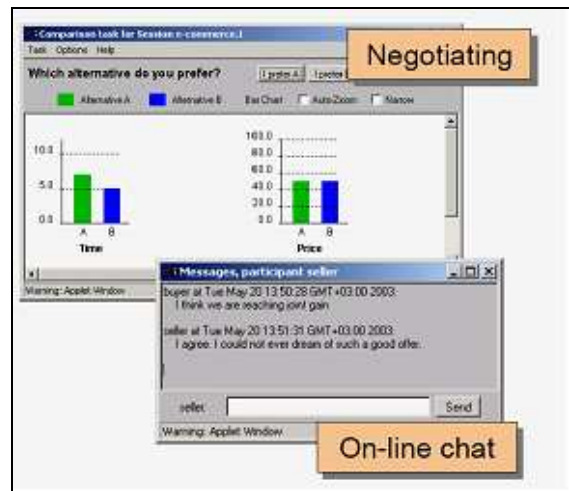 Comparison task for Session e-commerce.1
Task Options Help
Negotiating
Which alternative do you prefer?
I prefer A
I prefer
Alternative A
Alternative B
Bar Chart
Auto Zoom
Narrow
10.0
5.0
0.0
A B
Time
100.0
80.0
60.0
40.0
20.0
0.0
A B
Price
Warning: Applet Window
Messages, participant seller
buyer at Tue May 20 13:50:28 GMT+03:00 2003:
I think we are reaching joint gain
seller at Tue May 20 13:51:31 GMT+03:00 2003:
I agree. I could not ever dream of such a good offer.
seller:
Send
Warning: Applet Window
On-line chat